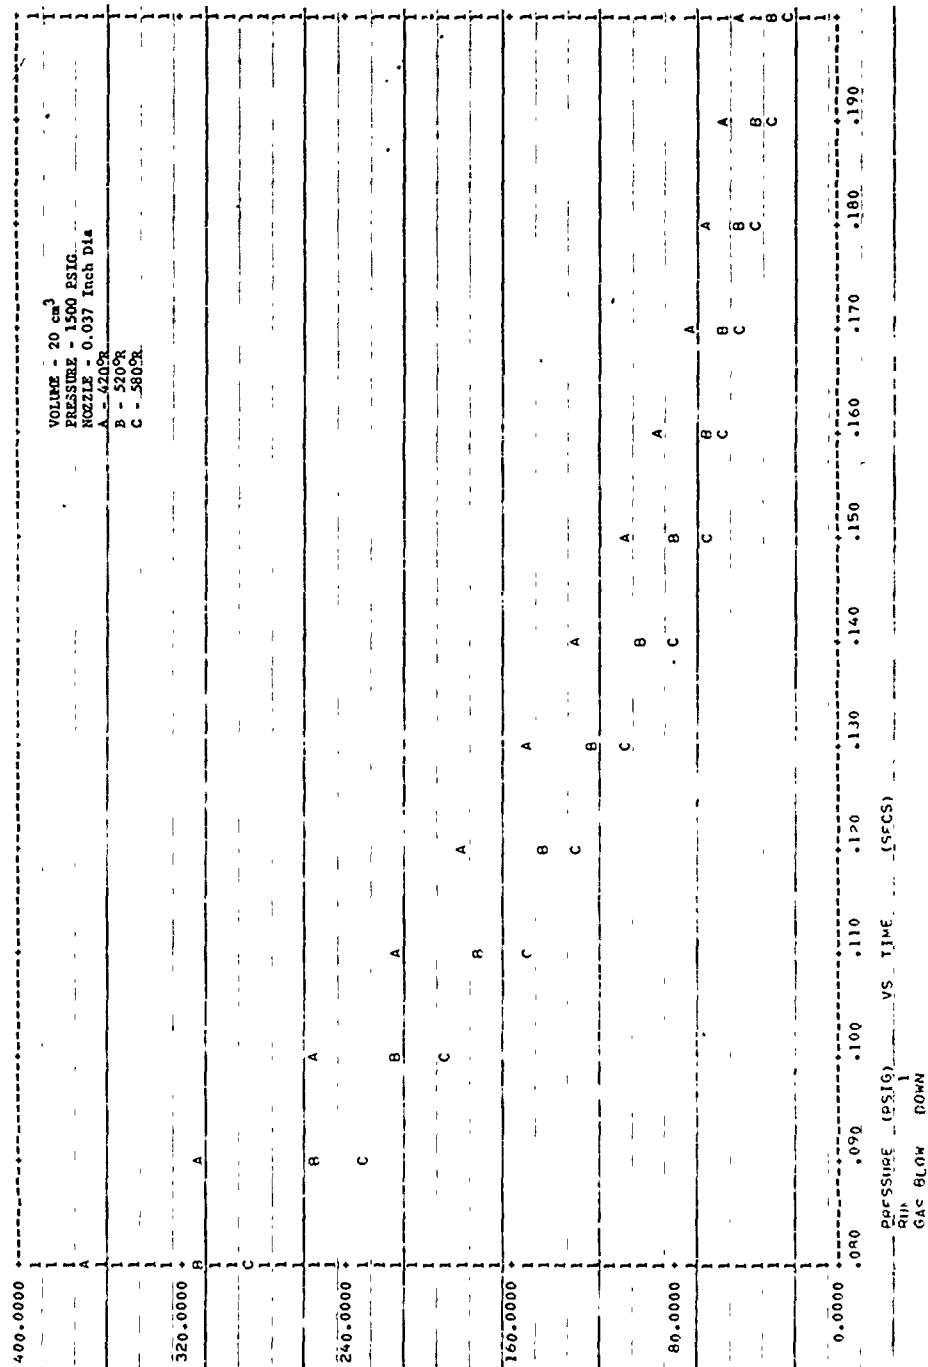 VOLUME - 20 cm³
PRESSURE - 1500 PSIG
NOZZLE - 0.037 Inch Dia
A - 420°R
B - 520°R
C - 580°R
400.0000
320.0000
240.0000
160.0000
80.0000
0.0000
.080 .090 .100 .110 .120 .130 .140 .150 .160 .170 .180 .190
PRESSURE (PSIG) VS TIME (SECS)
RUN 1
GAS BLOW DOWN